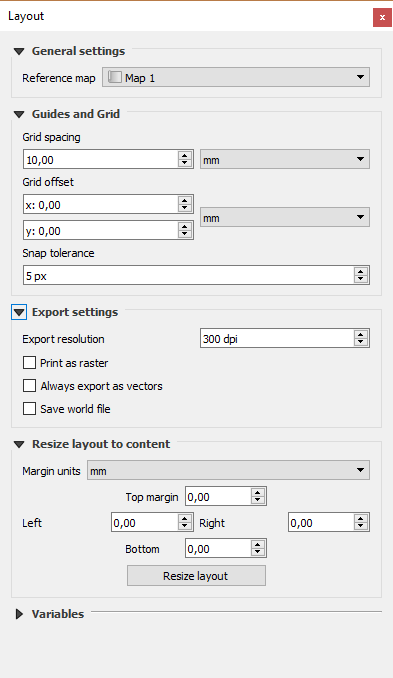 Layout
General settings
Reference map Map 1
Guides and Grid
Grid spacing
10,00 mm
Grid offset
x: 0,00
mm
y: 0,00
Snap tolerance
5 px
Export settings
Export resolution 300 dpi
Print as raster
Always export as vectors
Save world file
Resize layout to content
Margin units mm
Top margin 0,00
Left 0,00 Right 0,00
Bottom 0,00
Resize layout
Variables